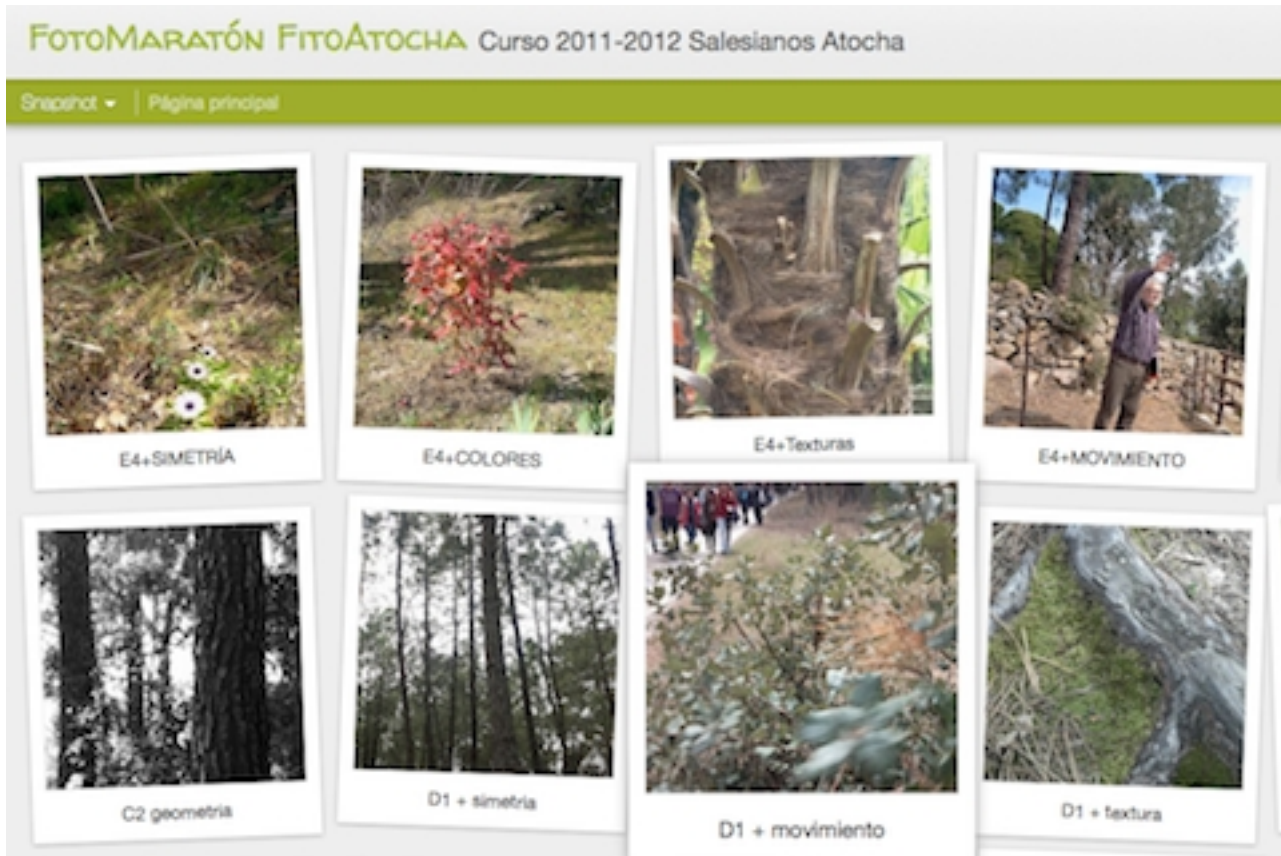 FotoMaratón FitoAtocha Curso 2011-2012 Salesianos Atocha
Snapshot Página principal
E4+SIMETRÍA
E4+COLORES
E4+Texturas
E4+MOVIMIENTO
C2 geometria
D1 + simetria
D1 + movimiento
D1 + textura